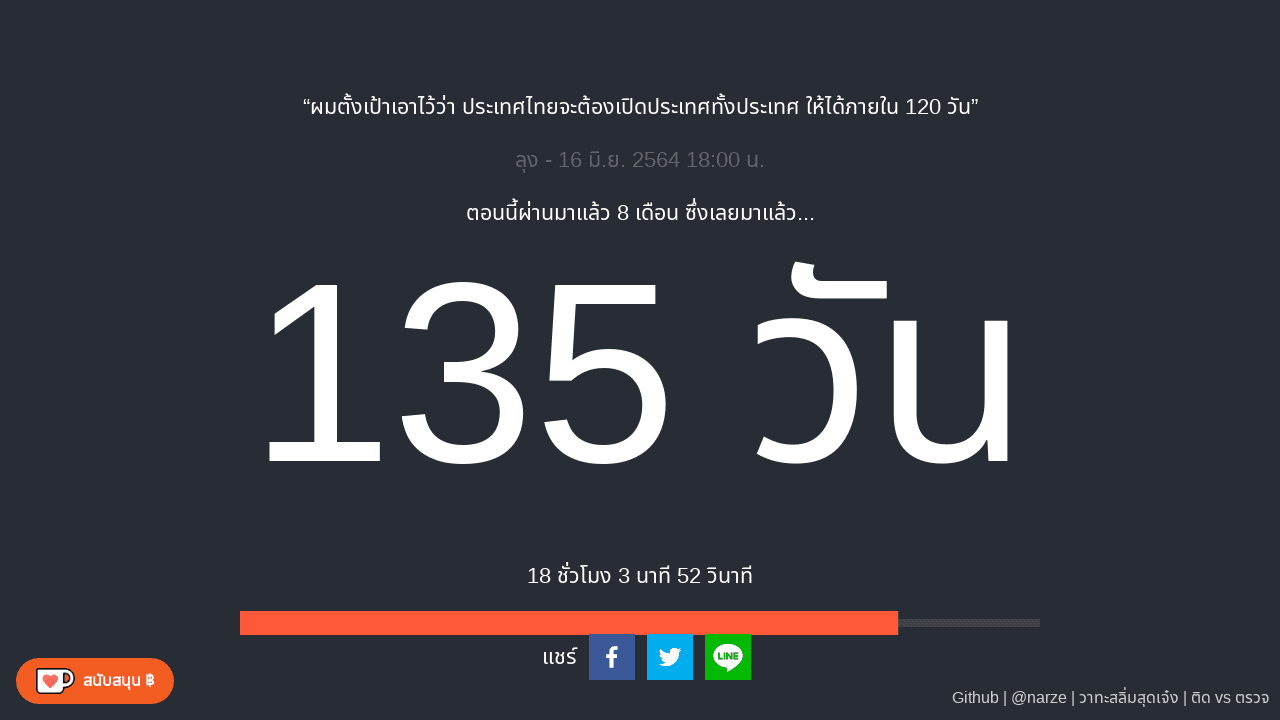 “ผมตั้งเป้าเอาไว้ว่า ประเทศไทยจะต้องเปิดประเทศทั้งประเทศ ให้ได้ภายใน 120 วัน”
ลุง - 16 มิ.ย. 2564 18:00 น.
ตอนนี้ผ่านมาแล้ว 8 เดือน ซึ่งเลยมาแล้ว...
135 วัน
18 ชั่วโมง 3 นาที 52 วินาที
แชร์ LINE
สนับสนุน ฿
Github | @narze | วาทะสลิ่มสุดเจ๋ง | ติด vs ตรวจ